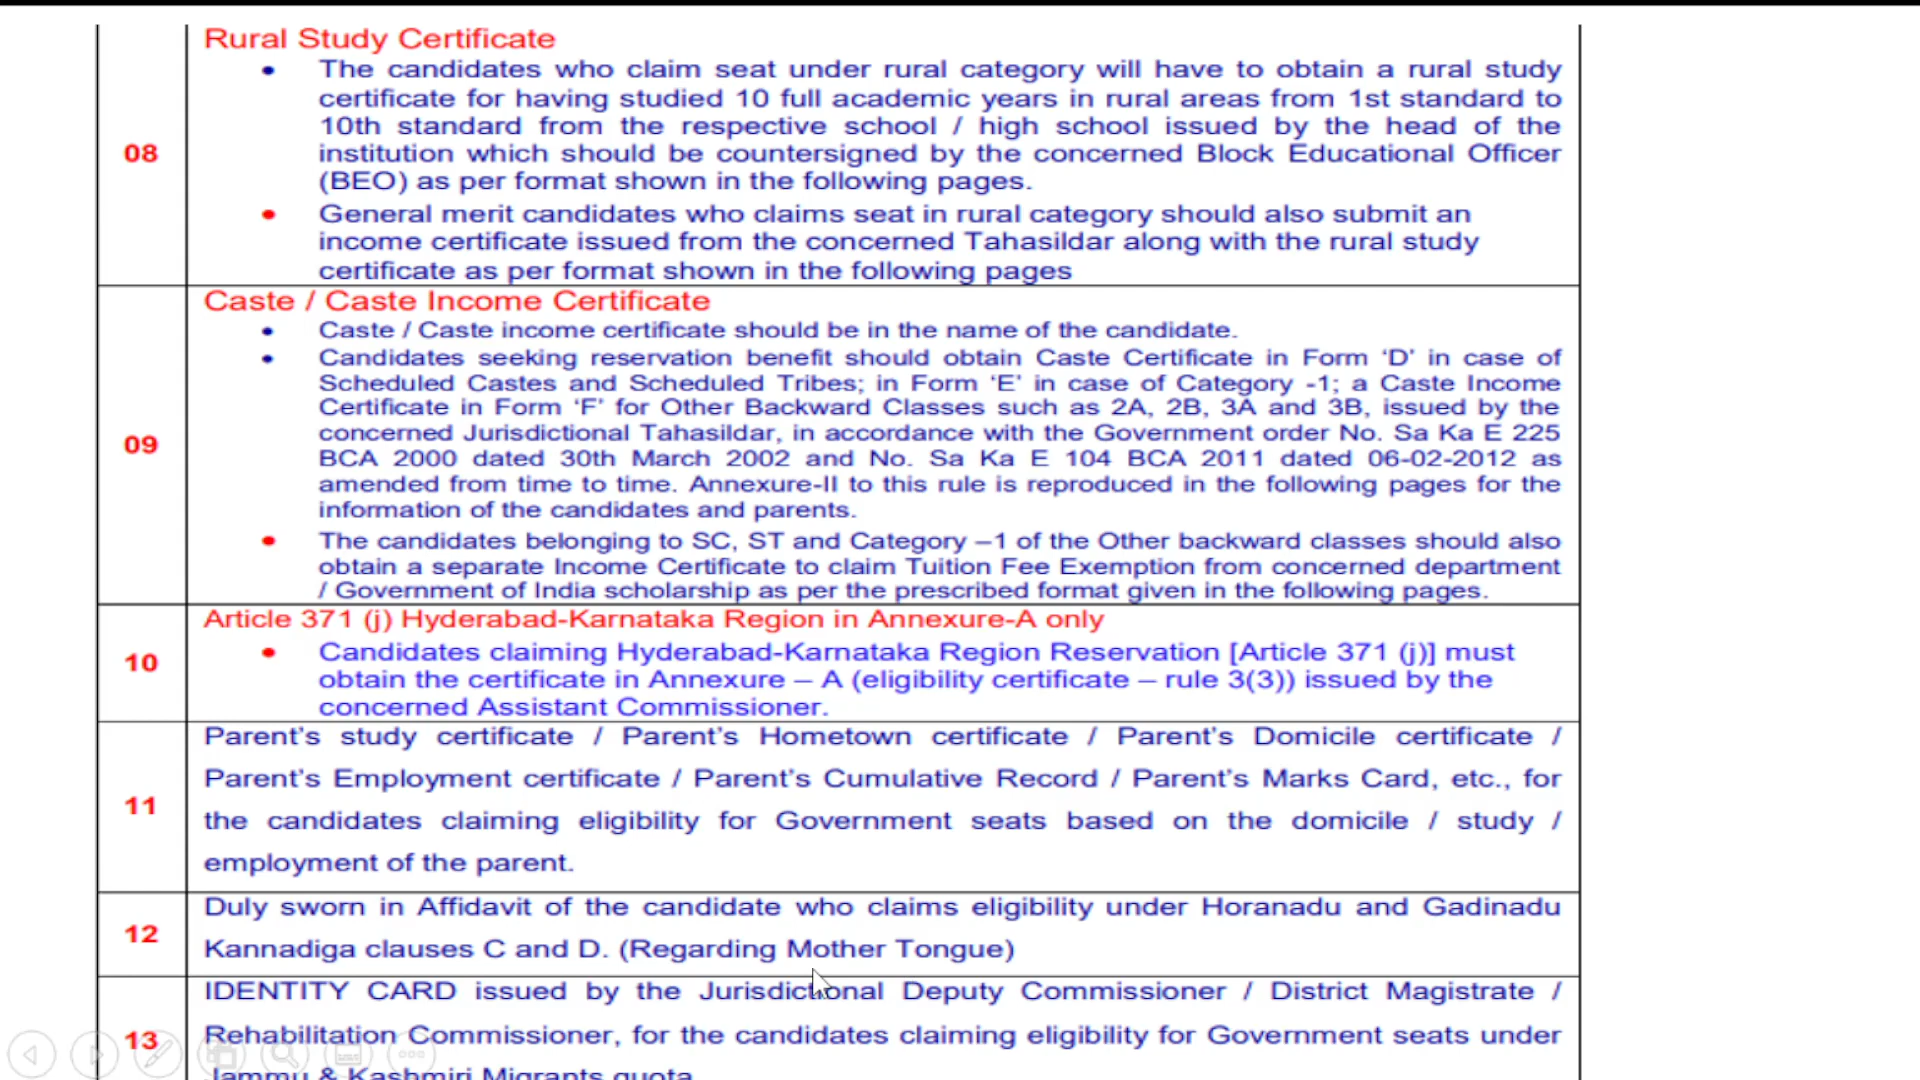 08
Rural Study Certificate
• The candidates who claim seat under rural category will have to obtain a rural study
certificate for having studied 10 full academic years in rural areas from 1st standard to
10th standard from the respective school / high school issued by the head of the
institution which should be countersigned by the concerned Block Educational Officer
(BEO) as per format shown in the following pages.
• General merit candidates who claims seat in rural category should also submit an
income certificate issued from the concerned Tahasildar along with the rural study
certificate as per format shown in the following pages
09
Caste / Caste Income Certificate
• Caste / Caste income certificate should be in the name of the candidate.
• Candidates seeking reservation benefit should obtain Caste Certificate in Form ‘D’ in case of
Scheduled Castes and Scheduled Tribes; in Form ‘E’ in case of Category -1; a Caste Income
Certificate in Form ‘F’ for Other Backward Classes such as 2A, 2B, 3A and 3B, issued by the
concerned Jurisdictional Tahasildar, in accordance with the Government order No. Sa Ka E 225
BCA 2000 dated 30th March 2002 and No. Sa Ka E 104 BCA 2011 dated 06-02-2012 as
amended from time to time. Annexure-II to this rule is reproduced in the following pages for the
information of the candidates and parents.
• The candidates belonging to SC, ST and Category –1 of the Other backward classes should also
obtain a separate Income Certificate to claim Tuition Fee Exemption from concerned department
/ Government of India scholarship as per the prescribed format given in the following pages.
10
Article 371 (j) Hyderabad-Karnataka Region in Annexure-A only
• Candidates claiming Hyderabad-Karnataka Region Reservation [Article 371 (j)] must
obtain the certificate in Annexure – A (eligibility certificate – rule 3(3)) issued by the
concerned Assistant Commissioner.
11
Parent’s study certificate / Parent’s Hometown certificate / Parent’s Domicile certificate /
Parent’s Employment certificate / Parent’s Cumulative Record / Parent’s Marks Card, etc., for
the candidates claiming eligibility for Government seats based on the domicile / study /
employment of the parent.
12
Duly sworn in Affidavit of the candidate who claims eligibility under Horanadu and Gadinadu
Kannadiga clauses C and D. (Regarding Mother Tongue)
13
IDENTITY CARD issued by the Jurisdictional Deputy Commissioner / District Magistrate /
Rehabilitation Commissioner, for the candidates claiming eligibility for Government seats under
Jammu & Kashmiri Migrants quota